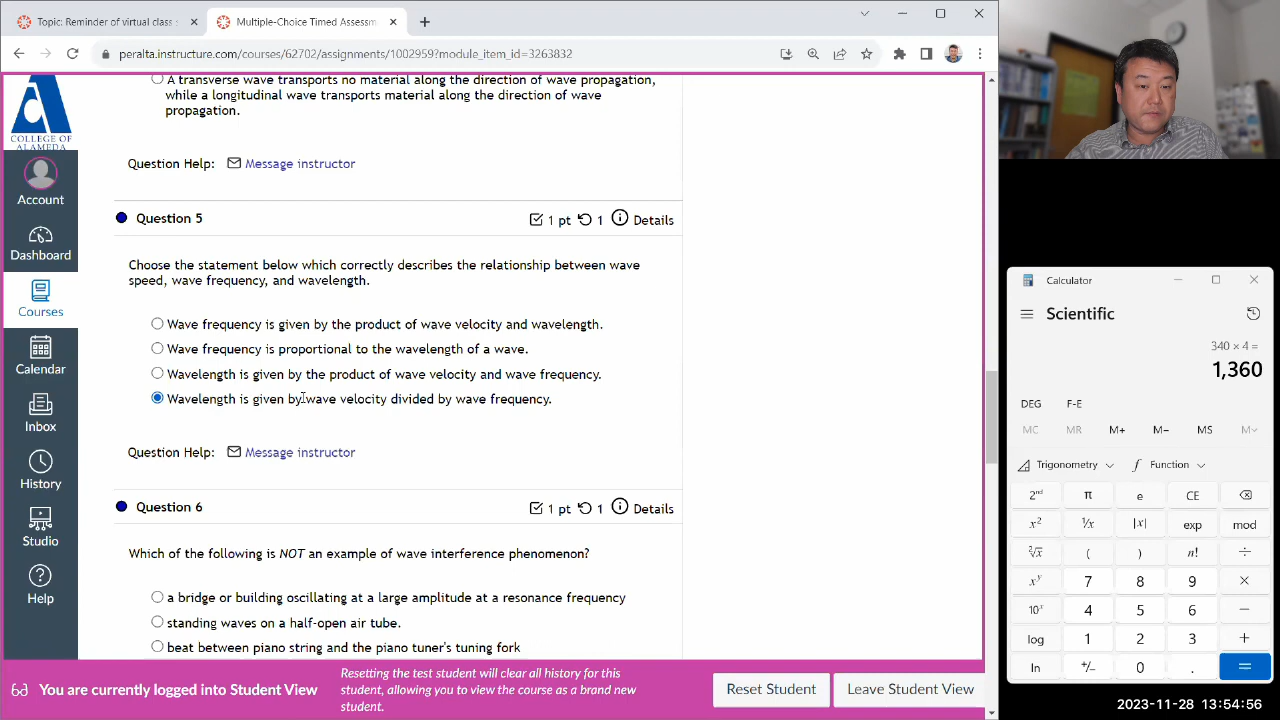 Topic: Reminder of virtual class
Multiple-Choice Timed Assessm
peralta.instructure.com/courses/62702/assignments/1002959?module_item_id=3263832
COLLEGE OF
ALAMEDA
Account
Dashboard
Courses
Calendar
Inbox
History
Studio
Help
A transverse wave transports no material along the direction of wave propagation,
while a longitudinal wave transports material along the direction of wave
propagation.
Question Help: Message instructor
Question 5
1 pt 1 Details
Choose the statement below which correctly describes the relationship between wave
speed, wave frequency, and wavelength.
Wave frequency is given by the product of wave velocity and wavelength.
Wave frequency is proportional to the wavelength of a wave.
Wavelength is given by the product of wave velocity and wave frequency.
Wavelength is given by wave velocity divided by wave frequency.
Question Help: Message instructor
Question 6
1 pt 1 Details
Which of the following is NOT an example of wave interference phenomenon?
a bridge or building oscillating at a large amplitude at a resonance frequency
standing waves on a half-open air tube.
beat between piano string and the piano tuner's tuning fork
You are currently logged into Student View
Resetting the test student will clear all history for this
student, allowing you to view the course as a brand new
student.
Reset Student
Leave Student View
Calculator
Scientific
340 × 4 =
1,360
DEG F-E
MC MR M+ M− MS M˅
Trigonometry
f Function
2ⁿᵈ π e CE
x² ¹/x |x| exp mod
²√x ( ) n! ÷
xʸ 7 8 9 ×
10ˣ 4 5 6 −
log 1 2 3 +
ln +/− 0 . =
2023-11-28 13:54:56